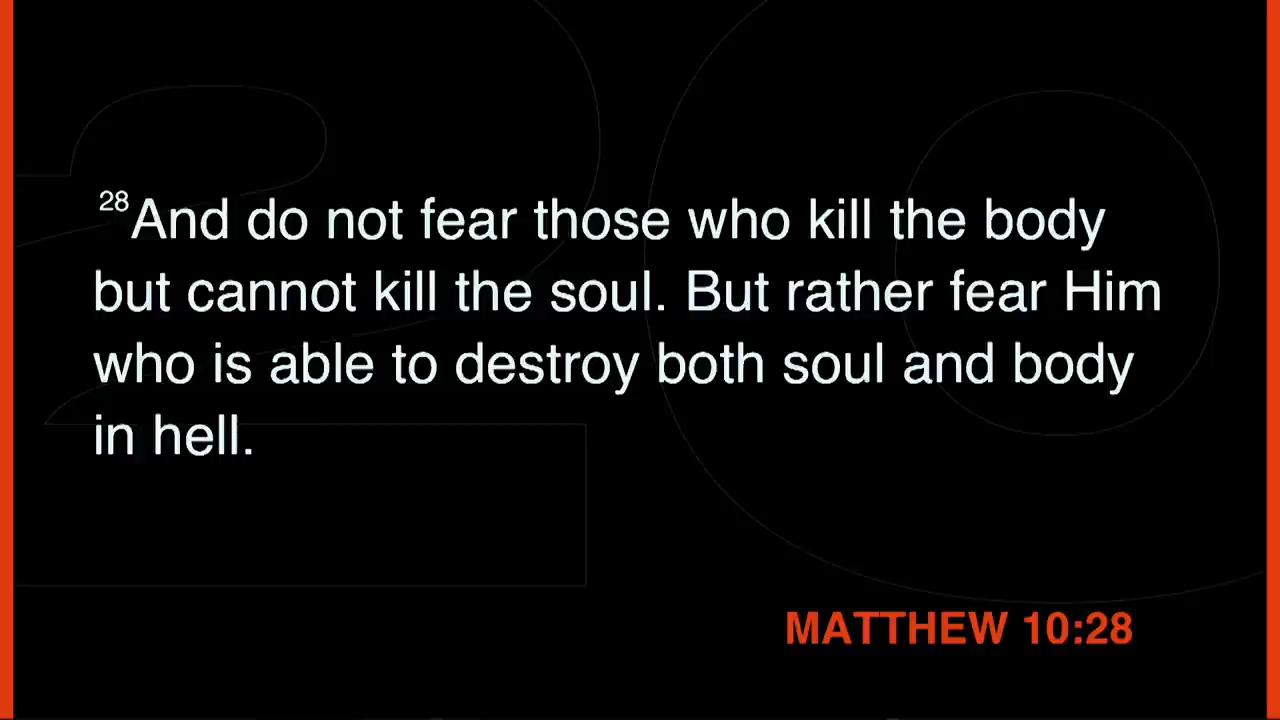 28And do not fear those who kill the body
but cannot kill the soul. But rather fear Him
who is able to destroy both soul and body
in hell.
MATTHEW 10:28
20